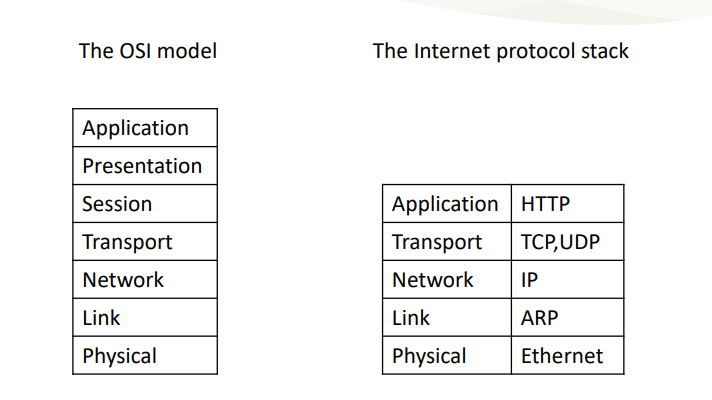 The OSI model
The Internet protocol stack
Application
Presentation
Session
Transport
Network
Link
Physical
Application HTTP
Transport TCP,UDP
Network IP
Link ARP
Physical Ethernet